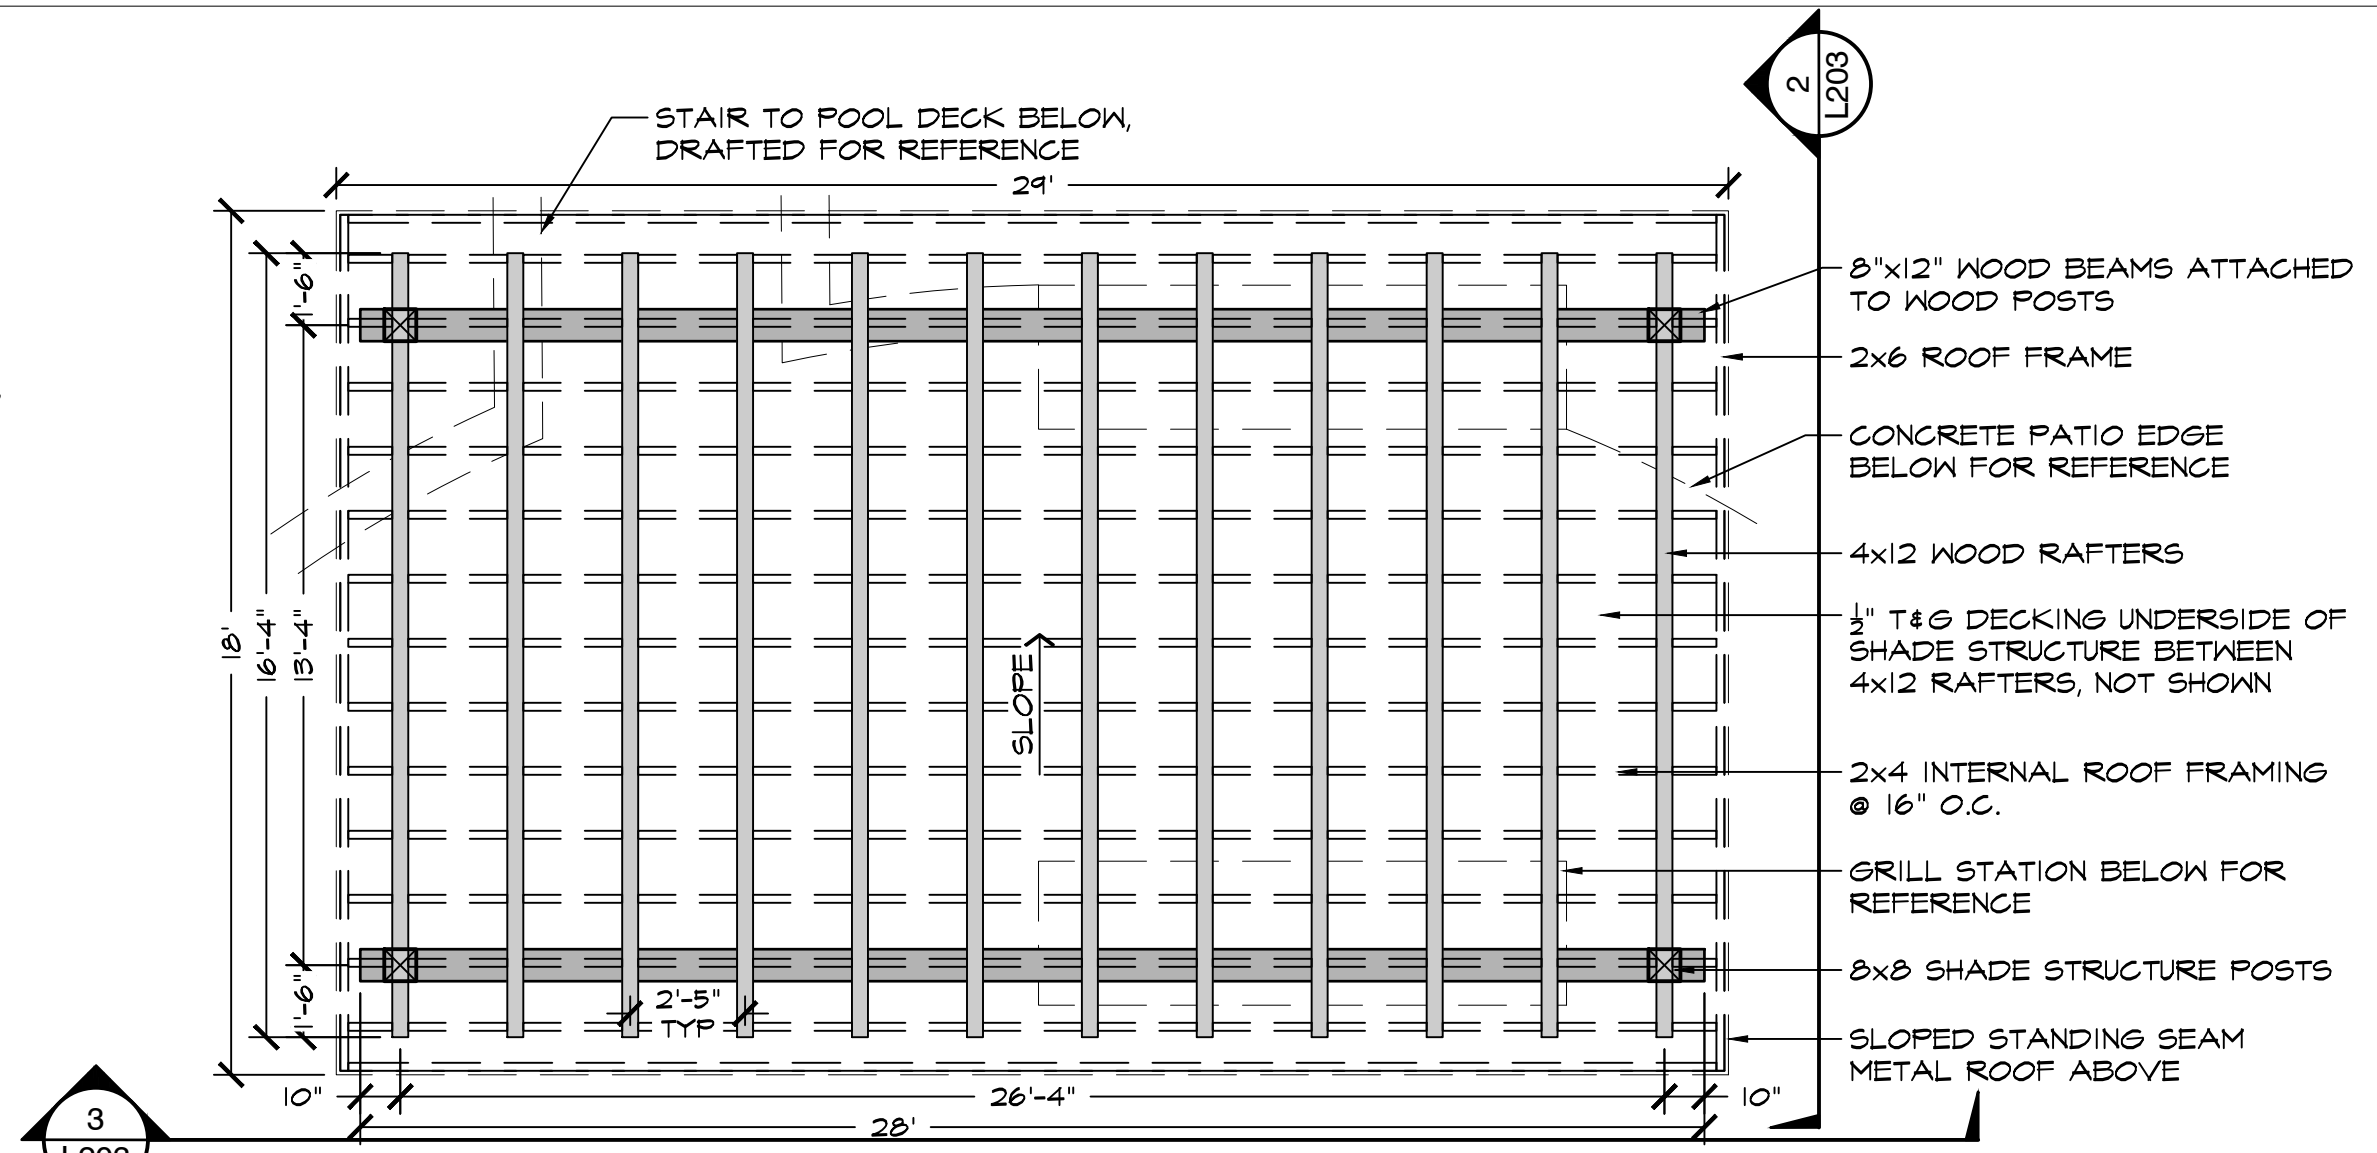 2
L203
STAIR TO POOL DECK BELOW,
DRAFTED FOR REFERENCE
29'
1'-6"
8"x12" WOOD BEAMS ATTACHED
TO WOOD POSTS
2x6 ROOF FRAME
CONCRETE PATIO EDGE
BELOW FOR REFERENCE
4x12 WOOD RAFTERS
½" T&G DECKING UNDERSIDE OF
SHADE STRUCTURE BETWEEN
4x12 RAFTERS, NOT SHOWN
18'
16'-4"
13'-4"
SLOPE
2x4 INTERNAL ROOF FRAMING
@ 16" O.C.
GRILL STATION BELOW FOR
REFERENCE
8x8 SHADE STRUCTURE POSTS
1'-6"
2'-5"
TYP
SLOPED STANDING SEAM
METAL ROOF ABOVE
10"
26'-4"
10"
28'
3